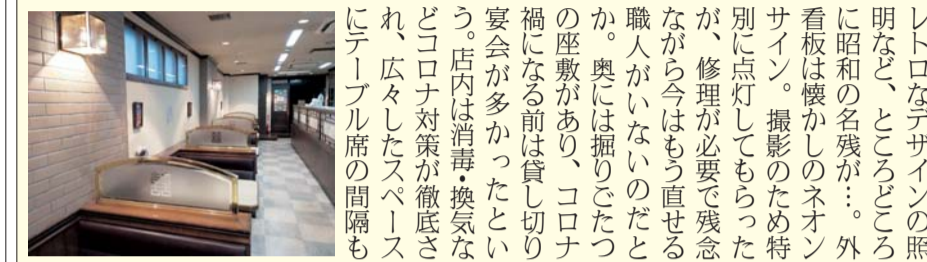 レトロなデザインの照
明など、ところどころ
に昭和の名残が…。外
看板は懐かしのネオン
サイン。撮影のため特
別に点灯してもらった
が、修理が必要で残念
ながら今はもう直せる
職人がいないのだと
か。奥には掘りごたつ
の座敷があり、コロナ
禍になる前は貸し切り
宴会が多かったとい
う。店内は消毒・換気な
どコロナ対策が徹底さ
れ、広々したスペース
にテーブル席の間隔も